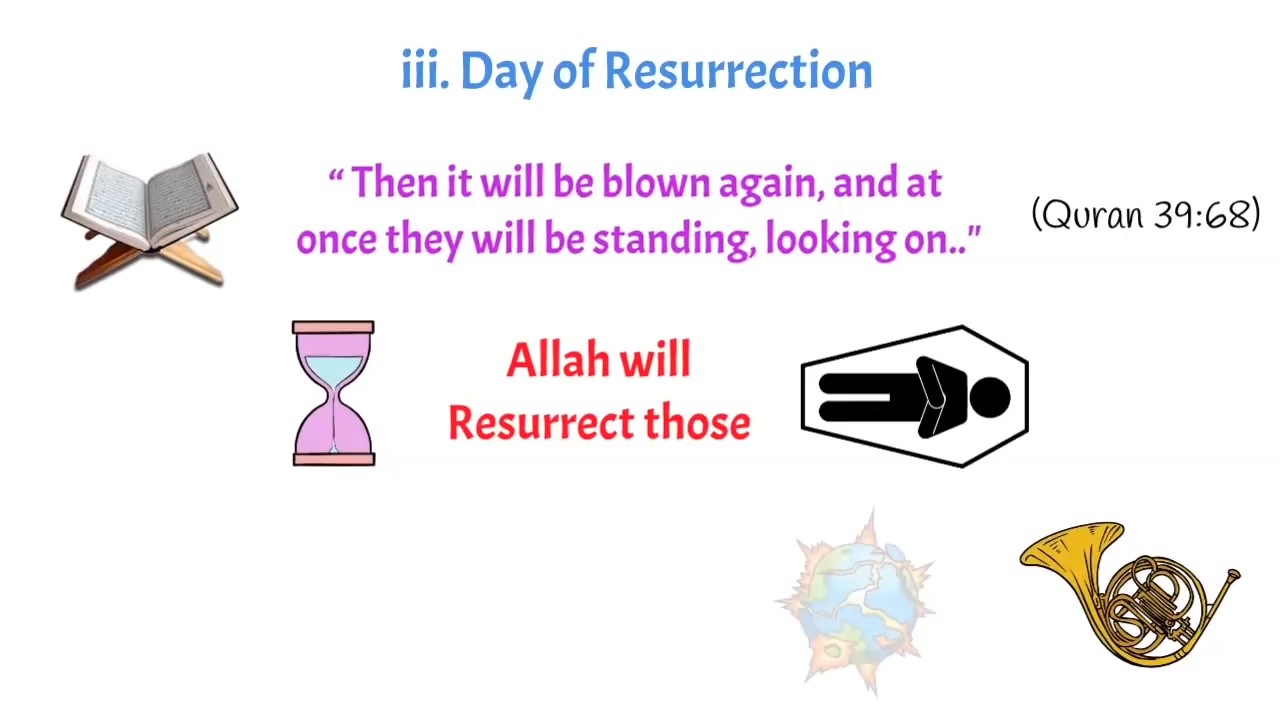 iii. Day of Resurrection
“ Then it will be blown again, and at
once they will be standing, looking on.."
(Quran 39:68)
Allah will
Resurrect those